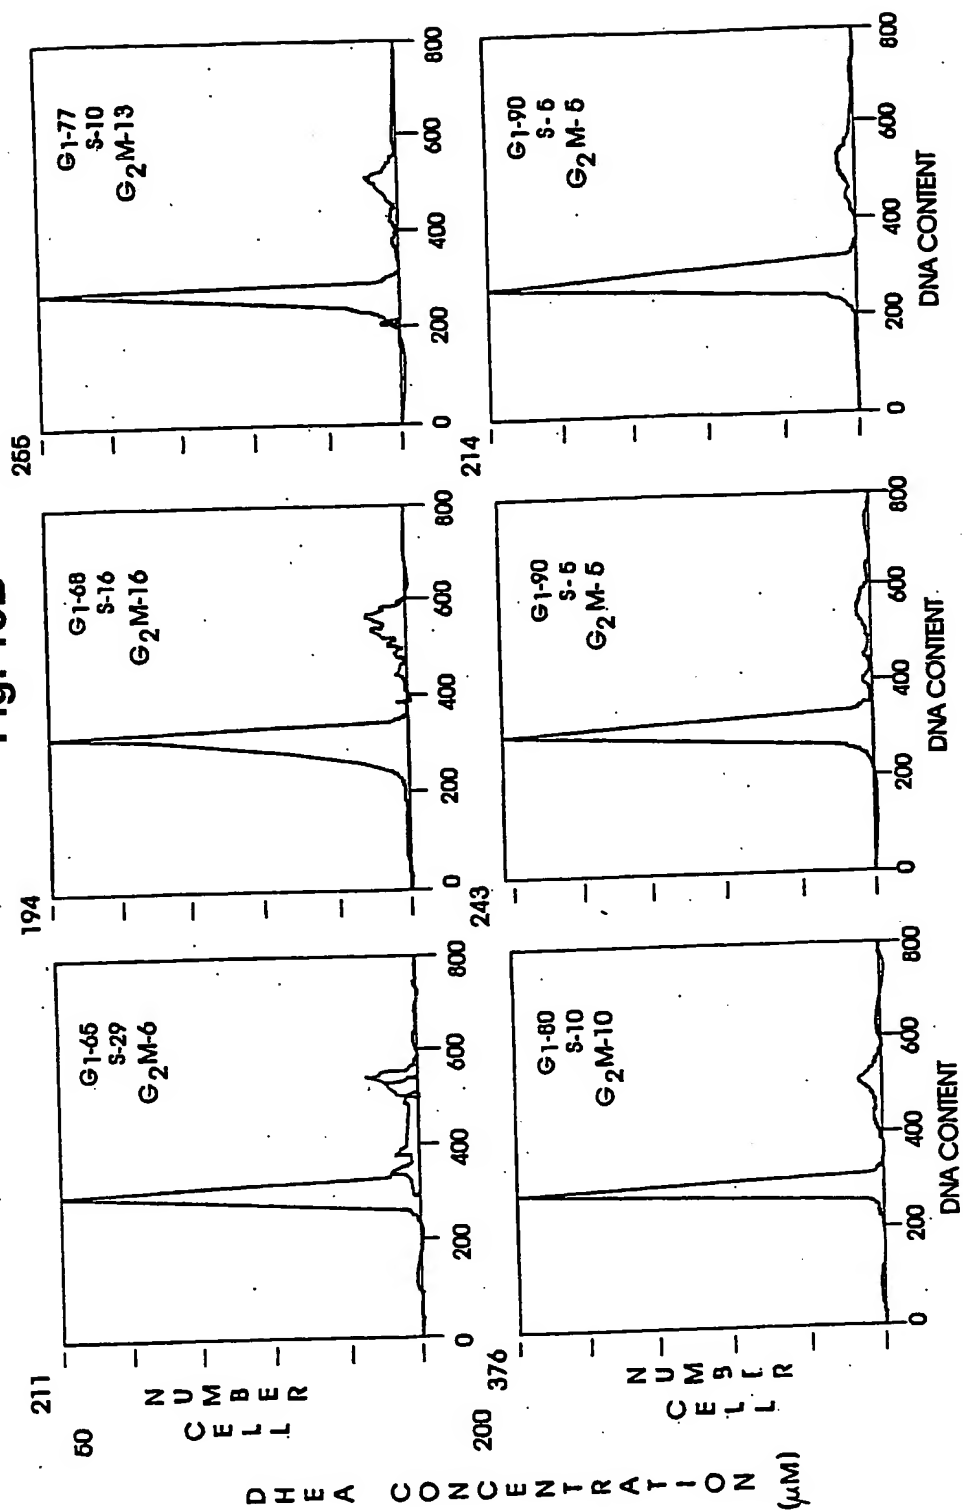 Fig.
DHEA CONCENTRATION
(μM)
50
CELL NUMBER
211
G1-65
S-29
G2M-6
0 200 400 600 800
194
G1-68
S-16
G2M-16
0 200 400 600 800
255
G1-77
S-10
G2M-13
0 200 400 600 800
200
CELL NUMBER
376
G1-80
S-10
G2M-10
0 200 400 600 800
DNA CONTENT
243
G1-90
S-5
G2M-5
0 200 400 600 800
DNA CONTENT
214
G1-90
S-5
G2M-5
0 200 400 600 800
DNA CONTENT